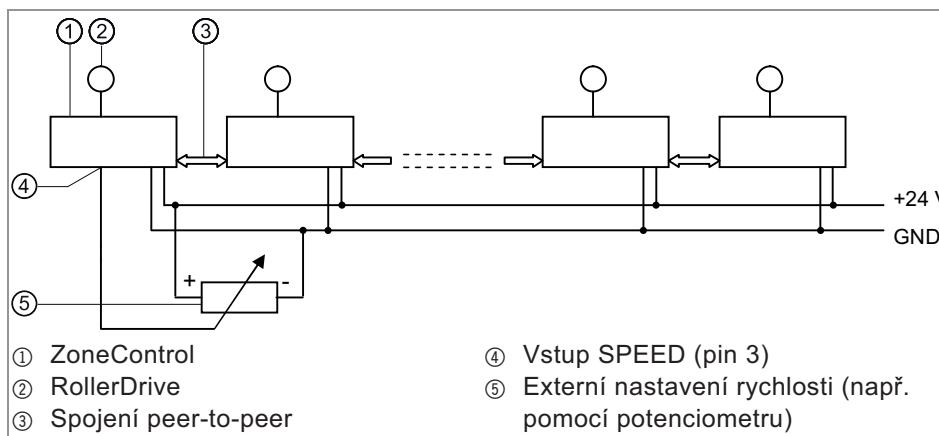 ① ② ③
④
+24 V
GND
+ -
⑤
① ZoneControl
② RollerDrive
③ Spojení peer-to-peer
④ Vstup SPEED (pin 3)
⑤ Externí nastavení rychlosti (např.
pomocí potenciometru)